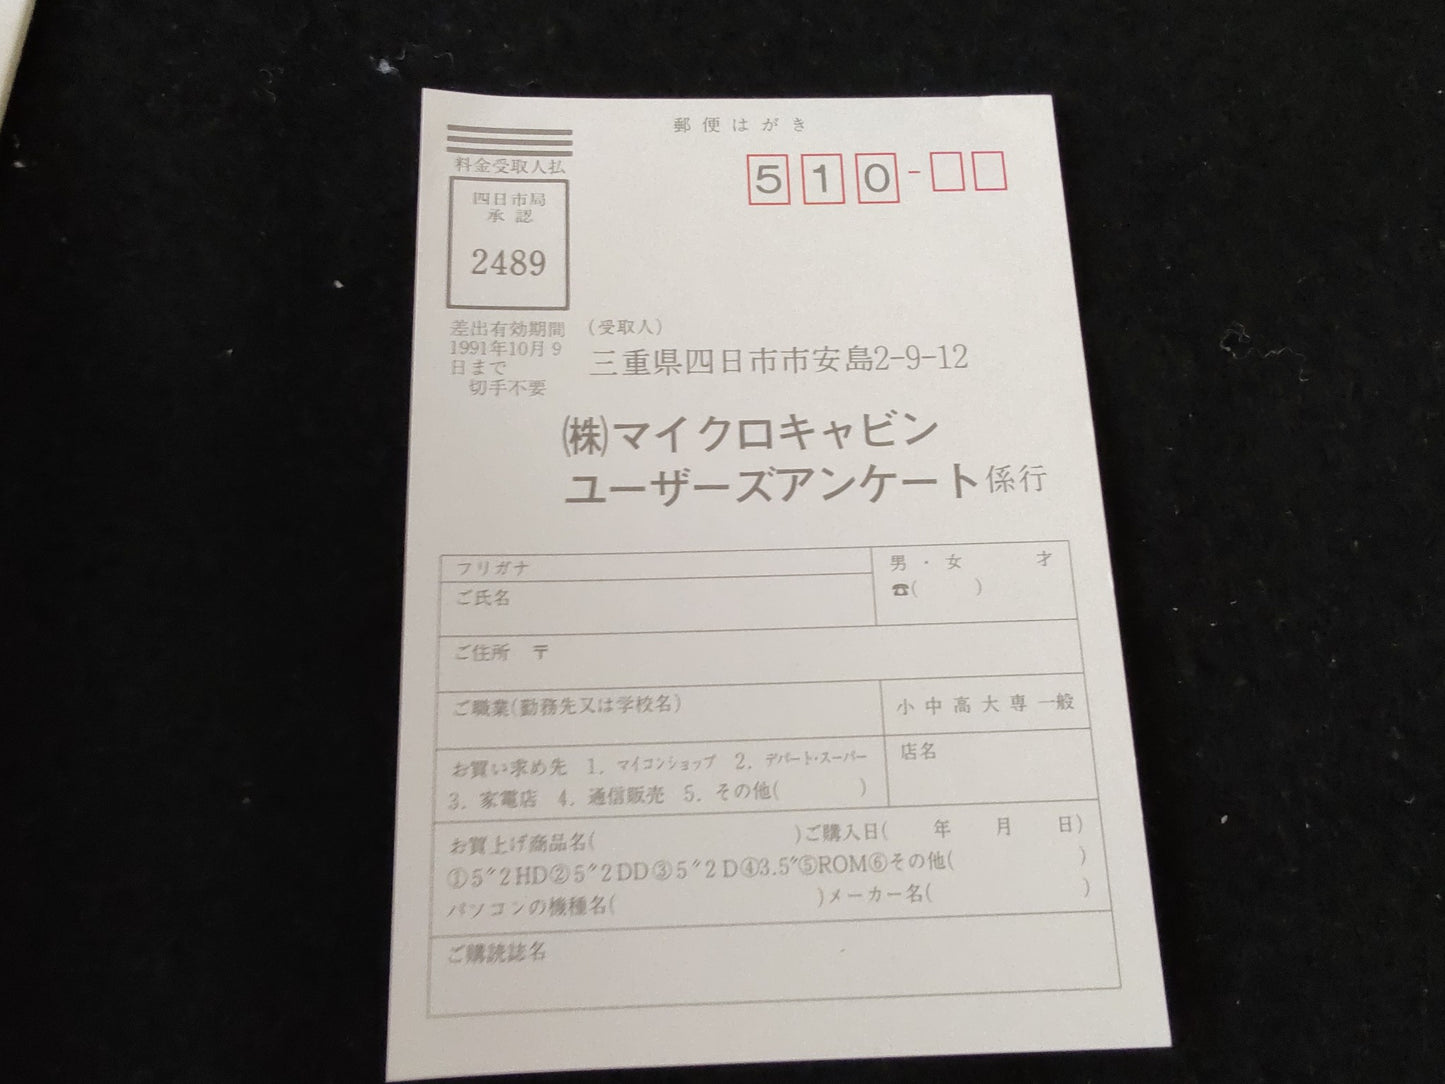 郵便はがき
料金受取人払
四日市局
承認
2489
510-
差出有効期間
1991年10月9
日まで
切手不要
(受取人)
三重県四日市市安島2-9-12
㈱マイクロキャビン
ユーザーズアンケート係行
フリガナ
ご氏名
男・女 才
☎( )
ご住所 〒
ご職業(勤務先又は学校名)
小 中 高 大 専 一般
お買い求め先 1. マイコンショップ 2. デパート・スーパー
3. 家電店 4. 通信販売 5. その他( )
店名
お買上げ商品名( )ご購入日( 年 月 日)
①5″2HD②5″2DD③5″2D④3.5″⑤ROM⑥その他( )
パソコンの機種名( )メーカー名( )
ご購読誌名